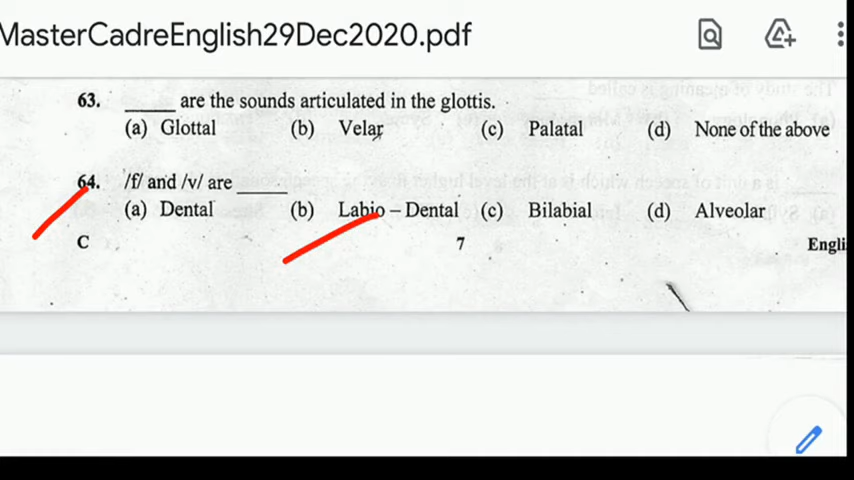 MasterCadreEnglish29Dec2020.pdf
63. _____ are the sounds articulated in the glottis.
(a) Glottal (b) Velar (c) Palatal (d) None of the above
64. /f/ and /v/ are _____
(a) Dental (b) Labio – Dental (c) Bilabial (d) Alveolar
C 7 Engli